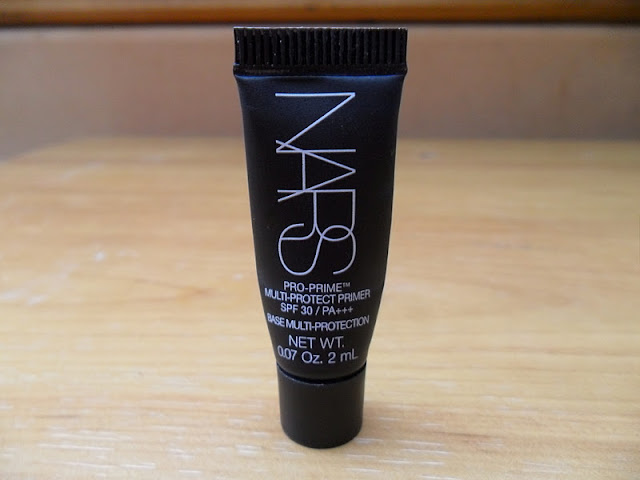 NARS
PRO-PRIME™
MULTI-PROTECT PRIMER
SPF 30 / PA+++
BASE MULTI-PROTECTION
NET WT.
0.07 Oz. 2 mL